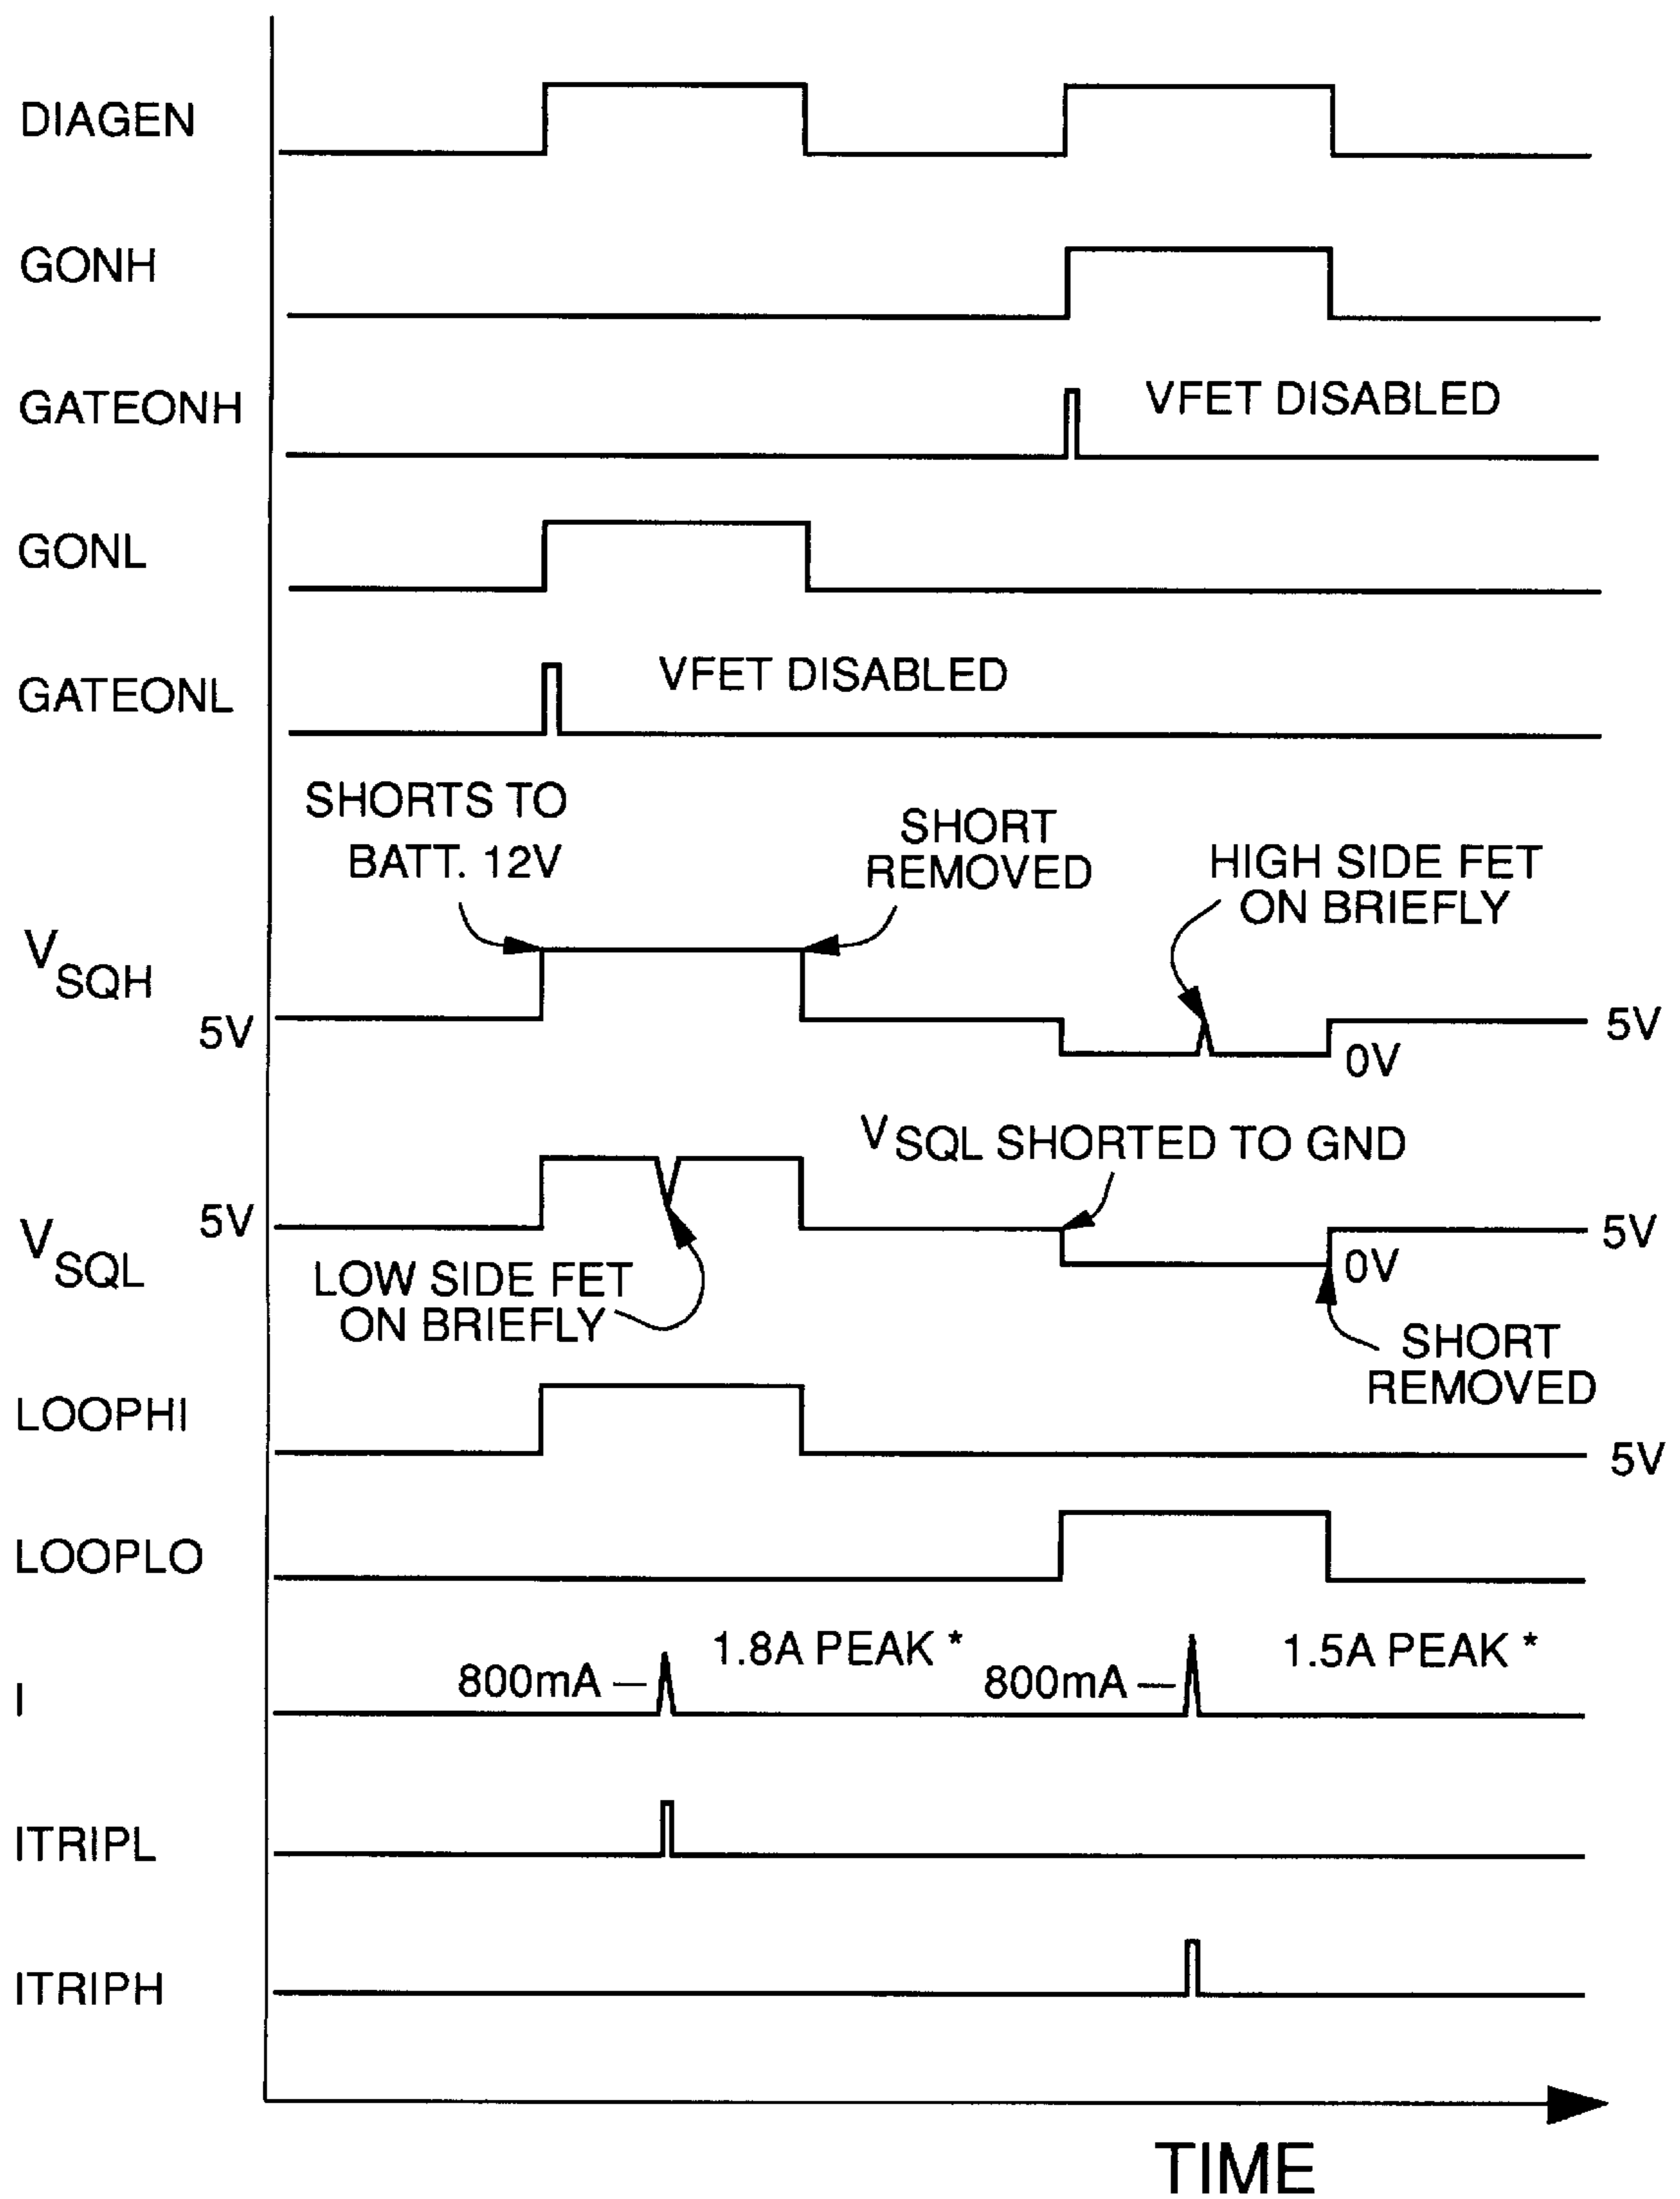 DIAGEN
GONH
GATEONH
VFET DISABLED
GONL
GATEONL
VFET DISABLED
SHORTS TO
BATT. 12V
SHORT
REMOVED
HIGH SIDE FET
ON BRIEFLY
VSQH
5V
5V
0V
VSQL SHORTED TO GND
VSQL
5V
5V
0V
LOW SIDE FET
ON BRIEFLY
SHORT
REMOVED
LOOPHI
5V
LOOPLO
I
800mA
1.8A PEAK *
800mA
1.5A PEAK *
ITRIPL
ITRIPH
TIME